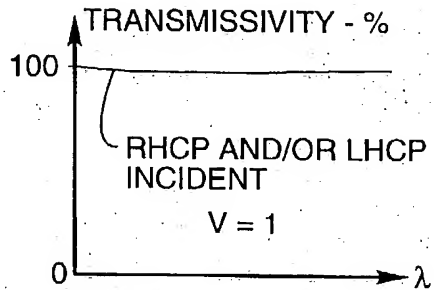 TRANSMISSIVITY - %
100
RHCP AND/OR LHCP
INCIDENT
V = 1
0
λ